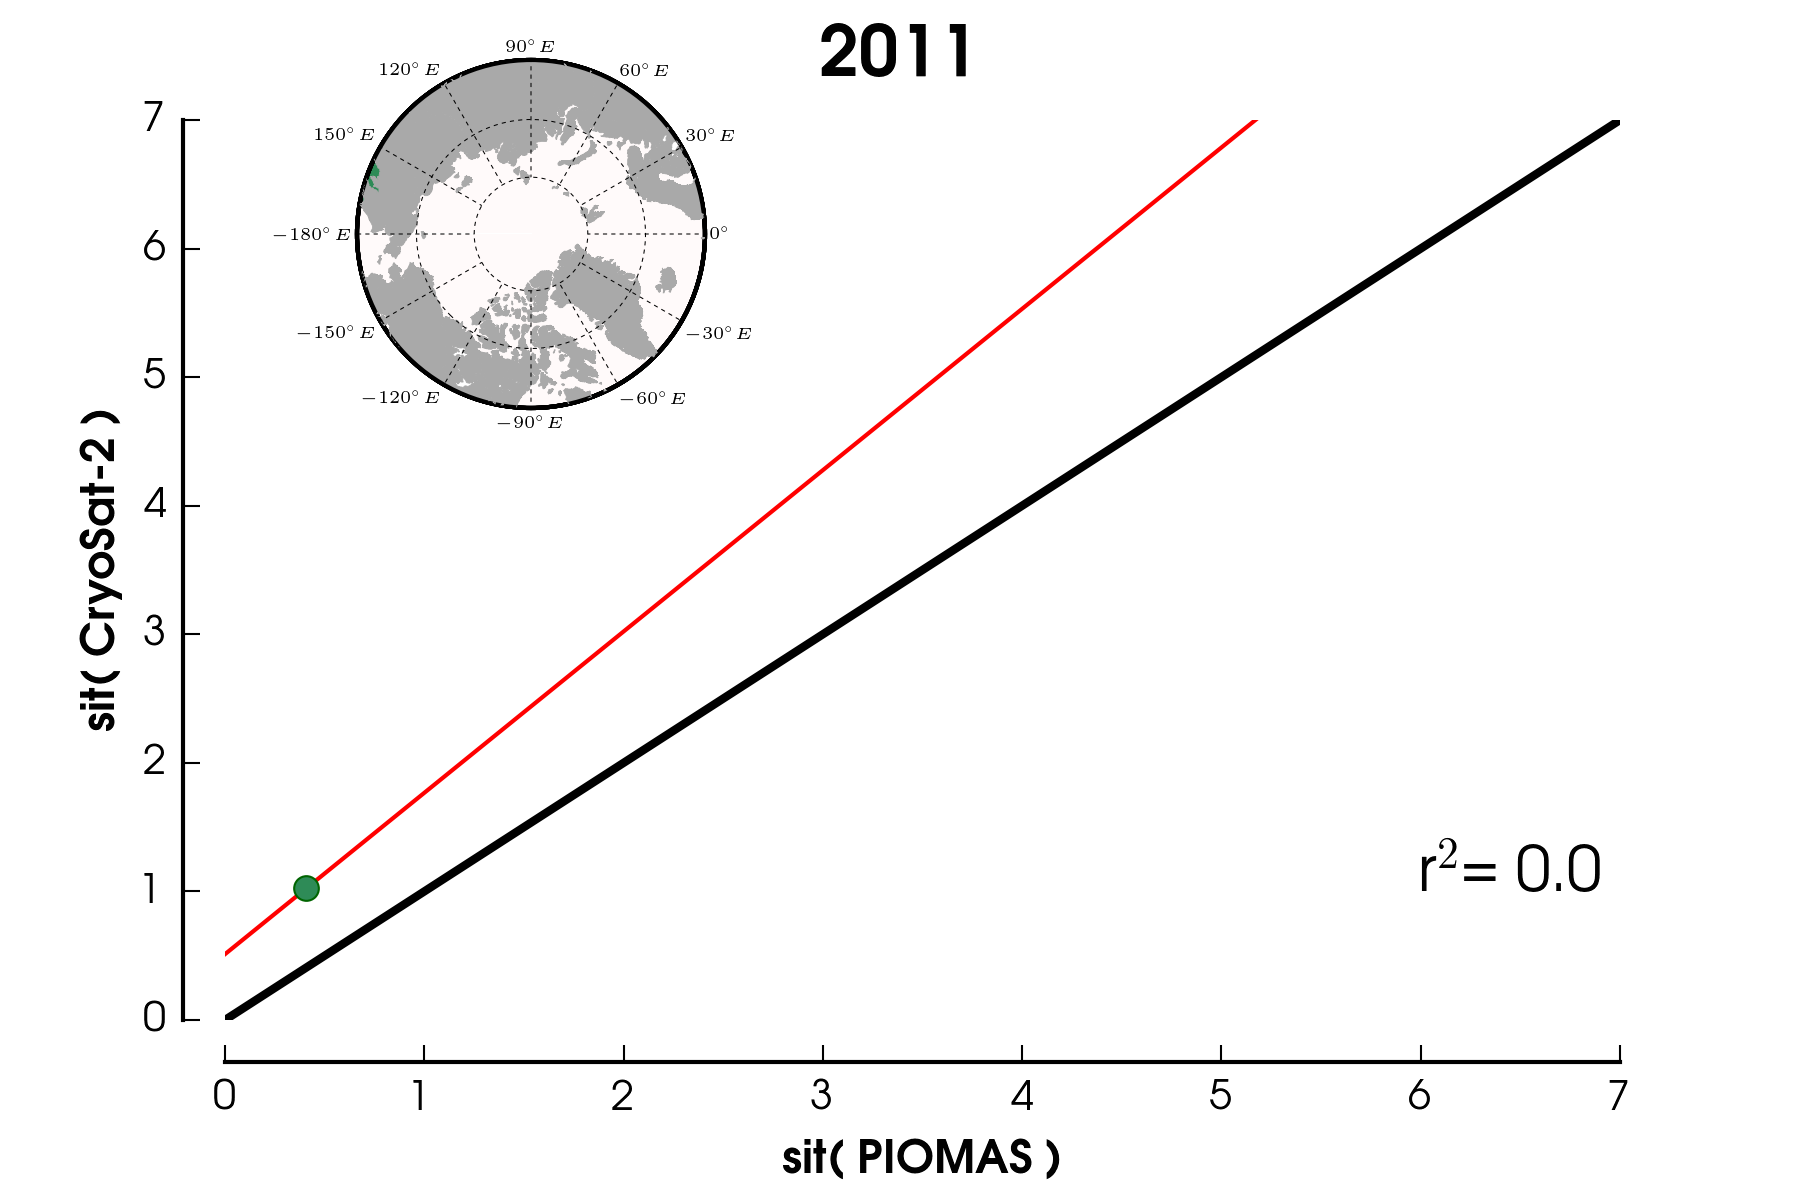 2011
90° E
120° E
60° E
150° E
30° E
−180° E
0°
−150° E
−30° E
−120° E
−60° E
−90° E
7
6
5
4
3
2
1
0
sit( CryoSat-2 )
r²= 0.0
0 1 2 3 4 5 6 7
sit( PIOMAS )